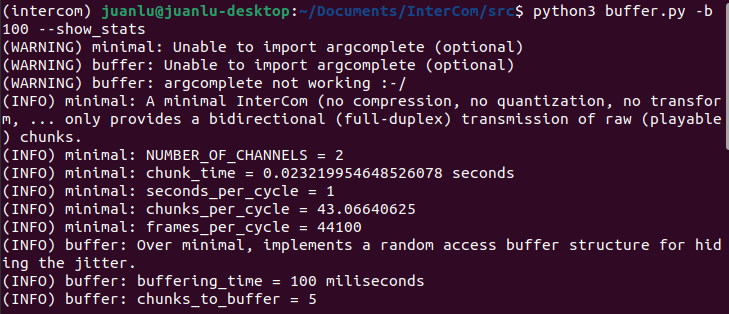 (intercom) juanlu@juanlu-desktop:~/Documents/InterCom/src$ python3 buffer.py -b
100 --show_stats
(WARNING) minimal: Unable to import argcomplete (optional)
(WARNING) buffer: Unable to import argcomplete (optional)
(WARNING) buffer: argcomplete not working :-/
(INFO) minimal: A minimal InterCom (no compression, no quantization, no transfor
m, ... only provides a bidirectional (full-duplex) transmission of raw (playable
) chunks.
(INFO) minimal: NUMBER_OF_CHANNELS = 2
(INFO) minimal: chunk_time = 0.023219954648526078 seconds
(INFO) minimal: seconds_per_cycle = 1
(INFO) minimal: chunks_per_cycle = 43.06640625
(INFO) minimal: frames_per_cycle = 44100
(INFO) buffer: Over minimal, implements a random access buffer structure for hid
ing the jitter.
(INFO) buffer: buffering_time = 100 miliseconds
(INFO) buffer: chunks_to_buffer = 5